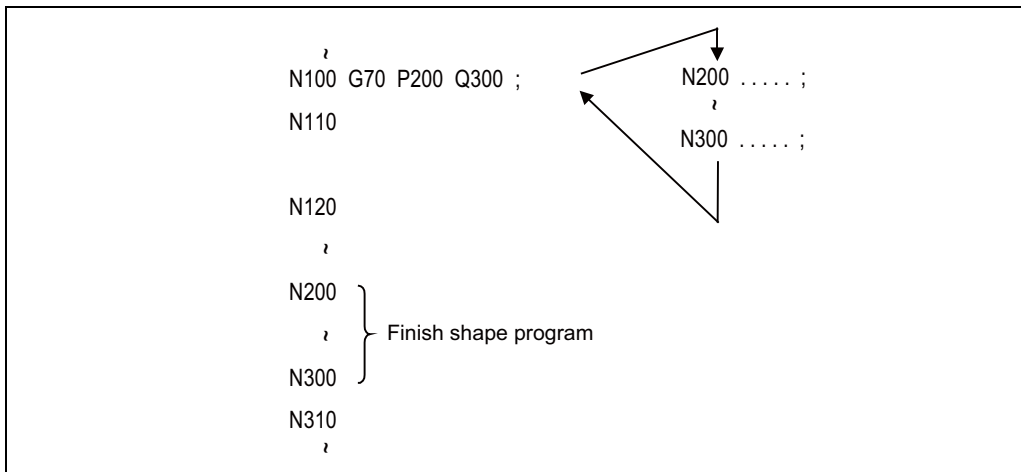 ~
N100 G70 P200 Q300 ;
N110
N120
~
N200
~
N300
N310
~
Finish shape program
N200 . . . . . ;
~
N300 . . . . . ;